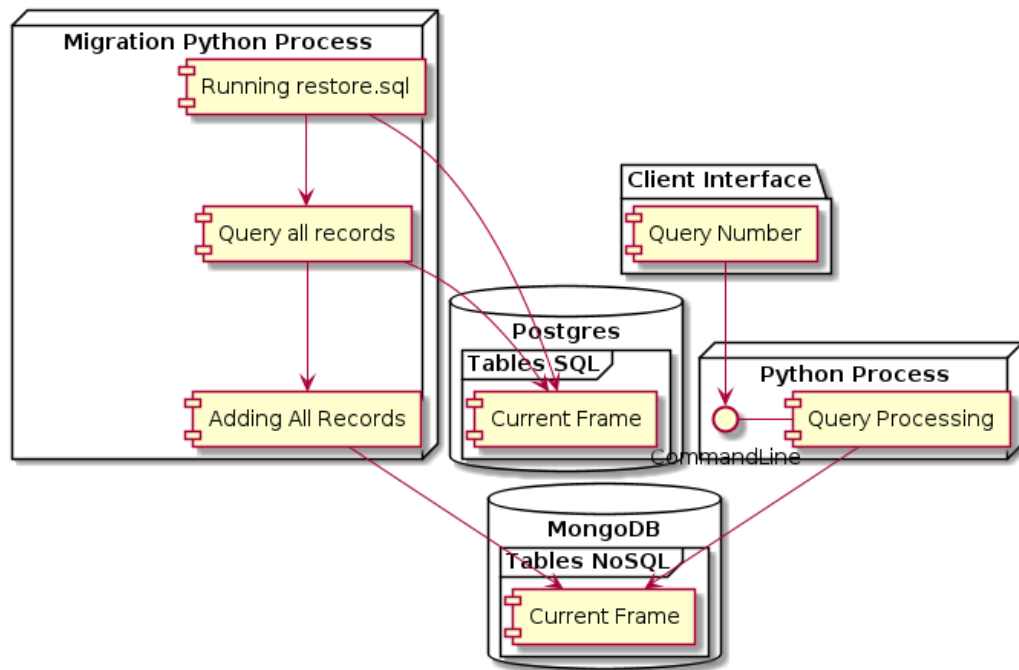 Migration Python Process
Running restore.sql
Query all records
Adding All Records
Client Interface
Query Number
Postgres
Tables SQL
Current Frame
Python Process
Query Processing
CommandLine
MongoDB
Tables NoSQL
Current Frame